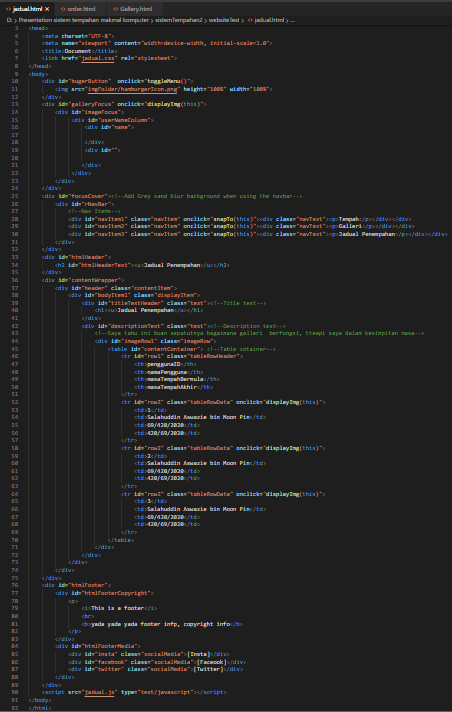 jadual.html × order.html Gallery.html
D: > Presentation sistem tempahan makmal komputer > sistemTempahan2 > websiteTest > jadual.html > ...
3 <head>
4 <meta charset="UTF-8">
5 <meta name="viewport" content="width=device-width, initial-scale=1.0">
6 <title>Document</title>
7 <link href="jadual.css" rel="stylesheet">
8 </head>
9 <body>
10 <div id="bugerButton" onclick="toggleMenu()">
11 <img src="imgFolder/hamburgerIcon.png" height="100%" width="100%">
12 </div>
13 <div id="galleryFocus" onclick="displayImg(this)">
14 <div id="imageFocus">
15 <div id="userNameColumn">
16 <div id="name">
17
18 </div>
19 <div id="">
20
21 </div>
22 </div>
23 </div>
24 </div>
25 <div id="focusCover"><!--Add Grey sand blur background when using the navbar-->
26 <div id="rNavBar">
27 <!--Nav Items-->
28 <div id="navItem1" class="navItem" onclick="snapTo(this)"><div class="navText"><p>Tempah</p></div></div>
29 <div id="navItem2" class="navItem" onclick="snapTo(this)"><div class="navText"><p>Galleri</p></div></div>
30 <div id="navItem3" class="navItem" onclick="snapTo(this)"><div class="navText"><p>Jadual Penempahan</p></div></div>
31 </div>
32 </div>
33 <div id="htmlHeader">
34 <h2 id="htmlHeaderText"><u>Jadual Penempahan</u></h2>
35 </div>
36 <div id="contentWrapper">
37 <div id="header" class="contentItem">
38 <div id="bodyItem1" class="displayItem">
39 <div id="titleTextHeader" class="text"><!--Title text-->
40 <h1><u>Jadual Penempahan</u></h1>
41 </div>
42 <div id="descriptionText" class="text"><!--Description text-->
43 <!--Saya tahu ini buan sepatutnya bagaimana galleri berfungsi, tteapi saya dalam kesimpitan masa-->
44 <div id="imageRow1" class="imageRow">
45 <table id="contentContainer"> <!--Table cotainer-->
46 <tr id="row1" class="tableRowHeader">
47 <th>penggunaID</th>
48 <th>namaPengguna</th>
49 <th>masaTempahBermula</th>
50 <th>masaTempahAkhir</th>
51 </tr>
52 <tr id="row2" class="tableRowData" onclick="displayImg(this)">
53 <td>1</td>
54 <td>Salahuddin Aswazie bin Moon Pim</td>
55 <td>69/420/2020</td>
56 <td>420/69/2020</td>
57 </tr>
58 <tr id="row2" class="tableRowData" onclick="displayImg(this)">
59 <td>2</td>
60 <td>Salahuddin Aswazie bin Moon Pim</td>
61 <td>69/420/2020</td>
62 <td>420/69/2020</td>
63 </tr>
64 <tr id="row2" class="tableRowData" onclick="displayImg(this)">
65 <td>3</td>
66 <td>Salahuddin Aswazie bin Moon Pim</td>
67 <td>69/420/2020</td>
68 <td>420/69/2020</td>
69 </tr>
70 </table>
71 </div>
72 </div>
73 </div>
74 </div>
75 </div>
76 <div id="htmlFooter">
77 <div id="htmlFooterCopyright">
78 <p>
79 <i>This is a footer</i>
80 <br>
81 <b>yada yada yada footer infp, copyright info</b>
82 </p>
83 </div>
84 <div id="htmlFooterMedia">
85 <div id="insta" class="socialMedia">[Insta]</div>
86 <div id="facebook" class="socialMedia">[Faceook]</div>
87 <div id="twitter" class="socialMedia">[Twitter]</div>
88 </div>
89 </div>
90 <script src="jadual.js" type="text/javascript"></script>
91 </body>
92 </html>